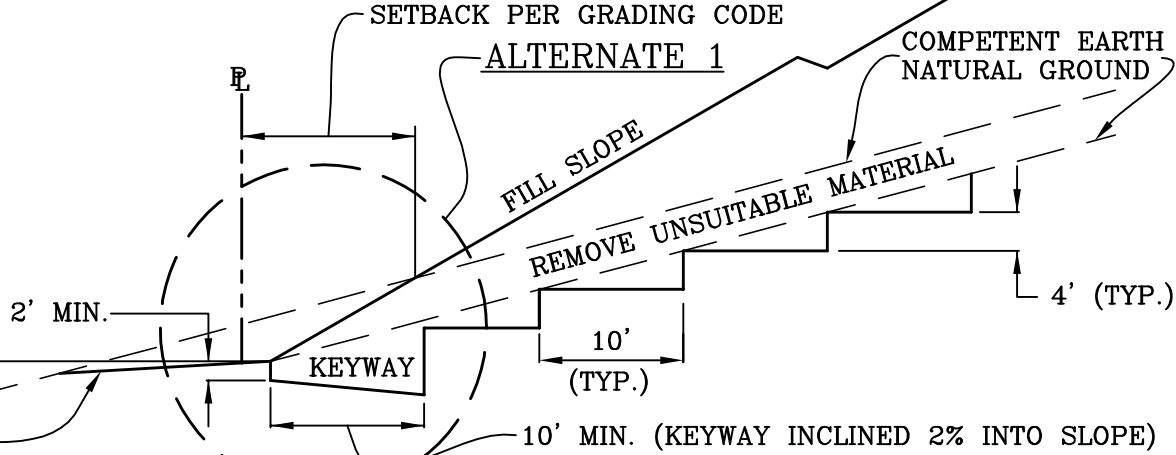 SETBACK PER GRADING CODE
ALTERNATE 1
COMPETENT EARTH
NATURAL GROUND
PL
FILL SLOPE
REMOVE UNSUITABLE MATERIAL
2' MIN.
4' (TYP.)
10'
(TYP.)
KEYWAY
10' MIN. (KEYWAY INCLINED 2% INTO SLOPE)